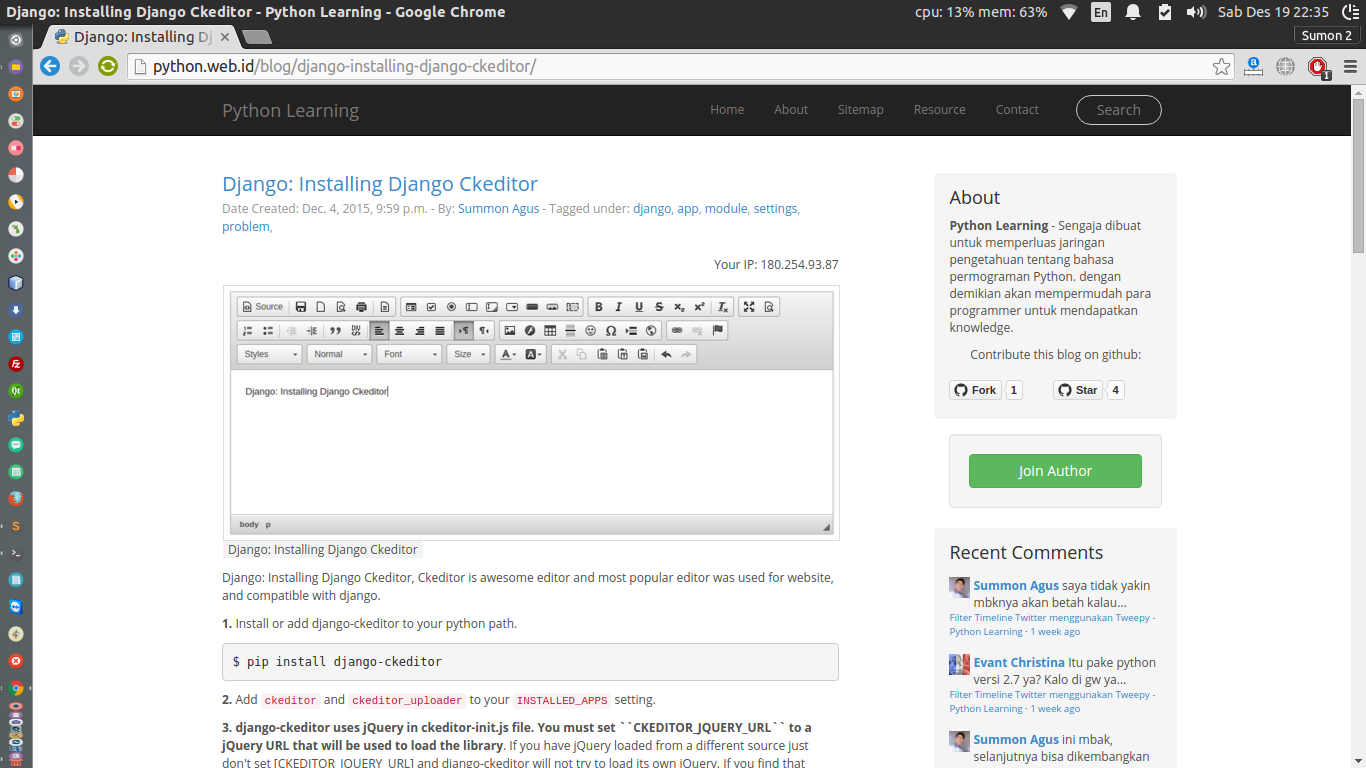 Django: Installing Django Ckeditor - Python Learning - Google Chrome
cpu: 13% mem: 63%
En
Sab Des 19 22:35
Django: Installing Dj
Sumon 2
python.web.id/blog/django-installing-django-ckeditor/
1
Python Learning
Home
About
Sitemap
Resource
Contact
Search
Django: Installing Django Ckeditor
Date Created: Dec. 4, 2015, 9:59 p.m. - By: Summon Agus - Tagged under: django, app, module, settings,
problem,
Your IP: 180.254.93.87
Source
B I U S x₂ x² Tx
Styles
Normal
Font
Size
A
A
Django: Installing Django Ckeditor
body p
Django: Installing Django Ckeditor
Django: Installing Django Ckeditor, Ckeditor is awesome editor and most popular editor was used for website,
and compatible with django.
1. Install or add django-ckeditor to your python path.
$ pip install django-ckeditor
2. Add ckeditor and ckeditor_uploader to your INSTALLED_APPS setting.
3. django-ckeditor uses jQuery in ckeditor-init.js file. You must set ``CKEDITOR_JQUERY_URL`` to a
jQuery URL that will be used to load the library. If you have jQuery loaded from a different source just
don't set [CKEDITOR_JQUERY_URL] and django-ckeditor will not try to load its own jQuery. If you find that
About
Python Learning - Sengaja dibuat
untuk memperluas jaringan
pengetahuan tentang bahasa
permograman Python. dengan
demikian akan mempermudah para
programmer untuk mendapatkan
knowledge.
Contribute this blog on github:
Fork 1
Star 4
Join Author
Recent Comments
Summon Agus saya tidak yakin
mbknya akan betah kalau...
Filter Timeline Twitter menggunakan Tweepy -
Python Learning · 1 week ago
Evant Christina Itu pake python
versi 2.7 ya? Kalo di gw ya...
Filter Timeline Twitter menggunakan Tweepy -
Python Learning · 1 week ago
Summon Agus ini mbak,
selanjutnya bisa dikembangkan